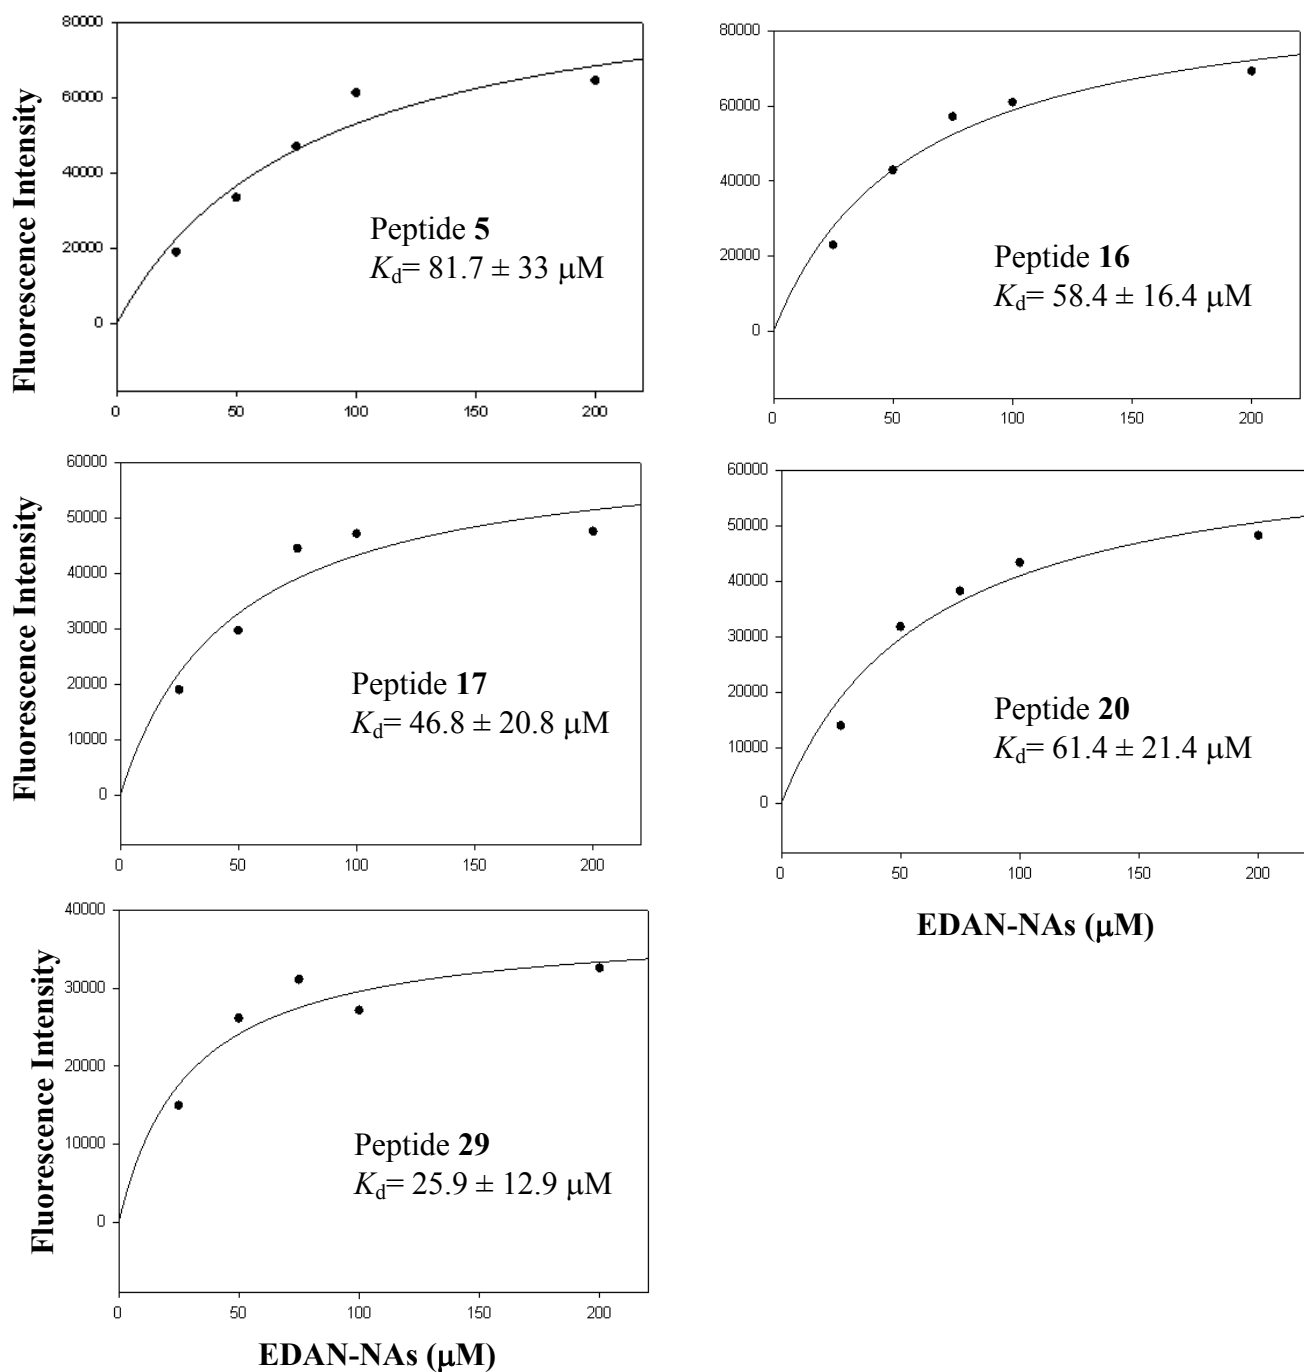 Fluorescence Intensity
80000
60000
40000
20000
0
0 50 100 150 200
Peptide 5
Kd= 81.7 ± 33 µM
80000
60000
40000
20000
0
0 50 100 150 200
Peptide 16
Kd= 58.4 ± 16.4 µM
Fluorescence Intensity
60000
50000
40000
30000
20000
10000
0
0 50 100 150 200
Peptide 17
Kd= 46.8 ± 20.8 µM
60000
50000
40000
30000
20000
10000
0
0 50 100 150 200
Peptide 20
Kd= 61.4 ± 21.4 µM
EDAN-NAs (µM)
Fluorescence Intensity
40000
30000
20000
10000
0
0 50 100 150 200
Peptide 29
Kd= 25.9 ± 12.9 µM
EDAN-NAs (µM)